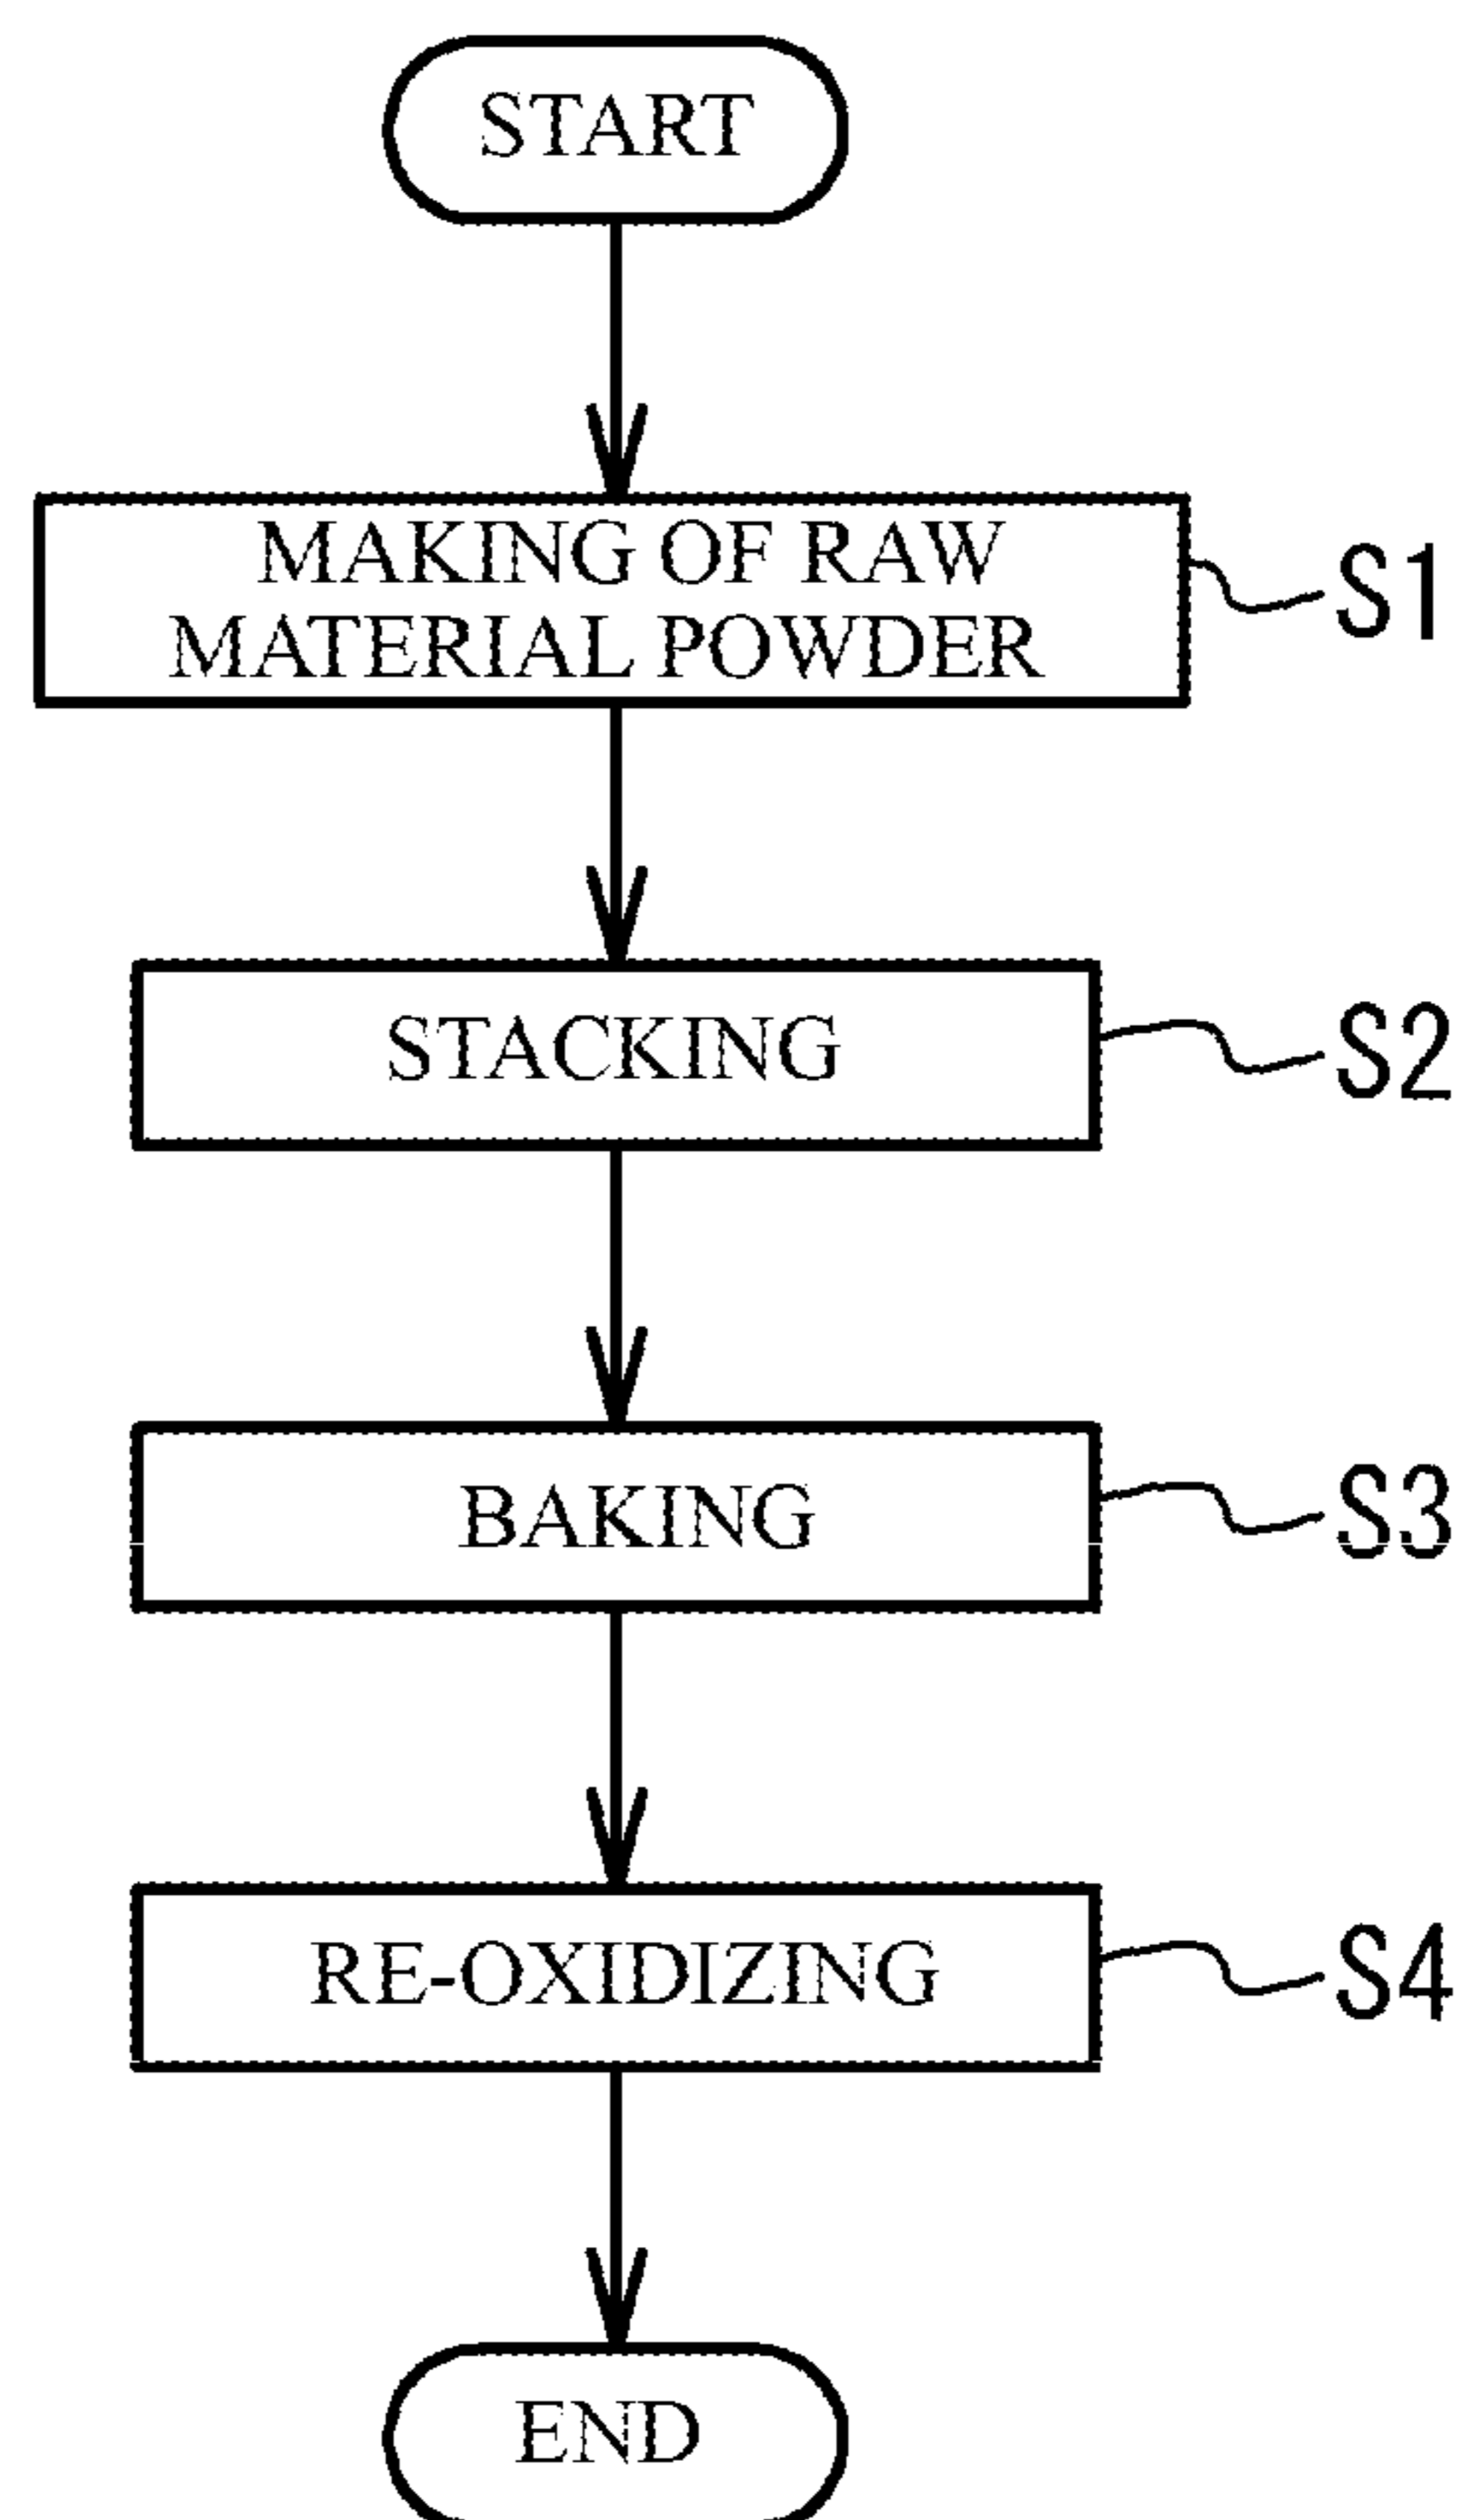 START
MAKING OF RAW
MATERIAL POWDER
S1
STACKING
S2
BAKING
S3
RE-OXIDIZING
S4
END